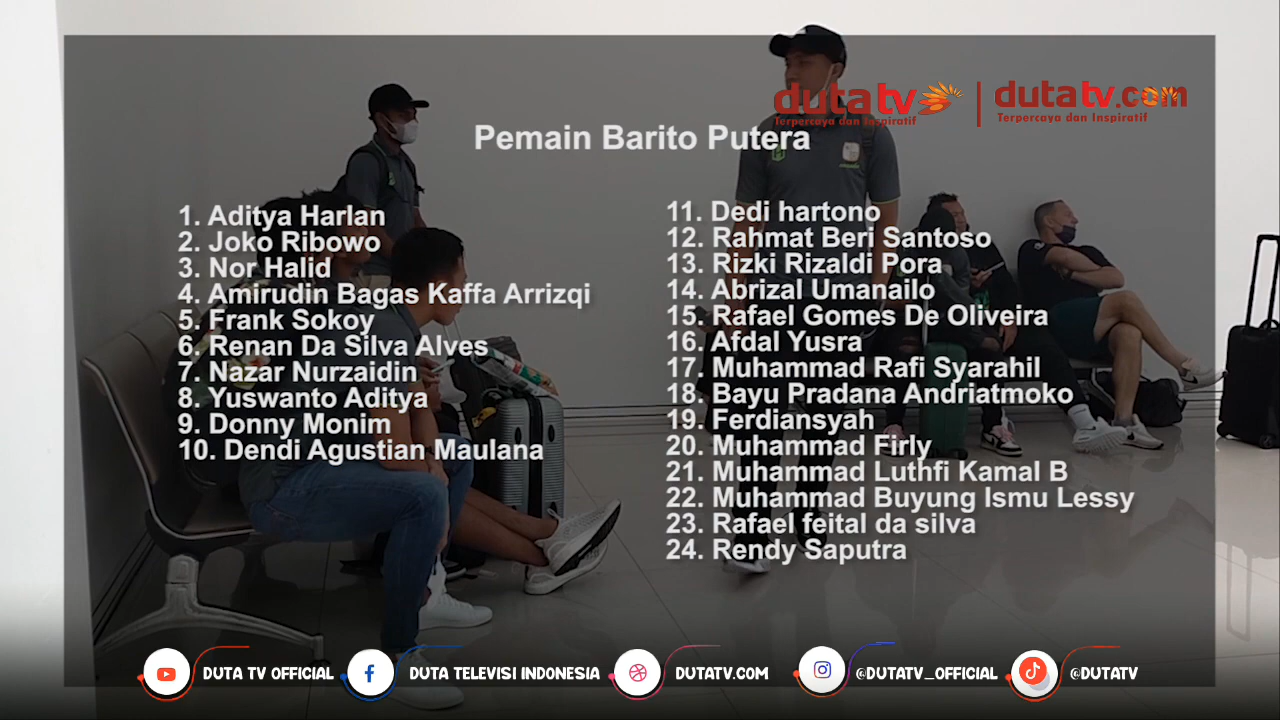 dutatv
Terpercaya dan Inspiratif
dutatv.com
Terpercaya dan Inspiratif
Pemain Barito Putera
1. Aditya Harlan
2. Joko Ribowo
3. Nor Halid
4. Amirudin Bagas Kaffa Arrizqi
5. Frank Sokoy
6. Renan Da Silva Alves
7. Nazar Nurzaidin
8. Yuswanto Aditya
9. Donny Monim
10. Dendi Agustian Maulana
11. Dedi hartono
12. Rahmat Beri Santoso
13. Rizki Rizaldi Pora
14. Abrizal Umanailo
15. Rafael Gomes De Oliveira
16. Afdal Yusra
17. Muhammad Rafi Syarahil
18. Bayu Pradana Andriatmoko
19. Ferdiansyah
20. Muhammad Firly
21. Muhammad Luthfi Kamal B
22. Muhammad Buyung Ismu Lessy
23. Rafael feital da silva
24. Rendy Saputra
DUTA TV OFFICIAL
DUTA TELEVISI INDONESIA
DUTATV.COM
@DUTATV_OFFICIAL
@DUTATV